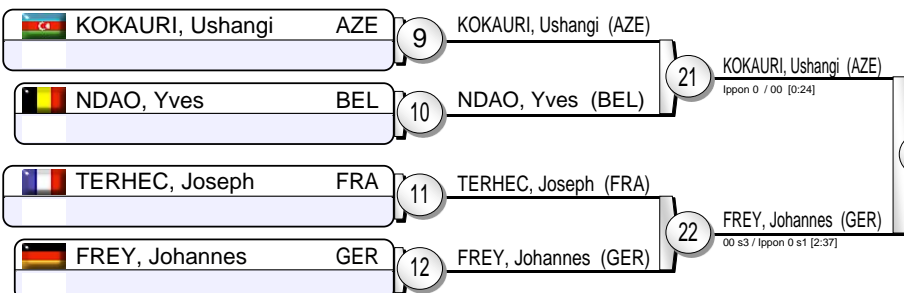 KOKAURI, Ushangi AZE
9
KOKAURI, Ushangi (AZE)
NDAO, Yves BEL
10
NDAO, Yves (BEL)
21
KOKAURI, Ushangi (AZE)
Ippon 0 / 00 [0:24]
TERHEC, Joseph FRA
11
TERHEC, Joseph (FRA)
FREY, Johannes GER
12
FREY, Johannes (GER)
22
FREY, Johannes (GER)
00 s3 / Ippon 0 s1 [2:37]